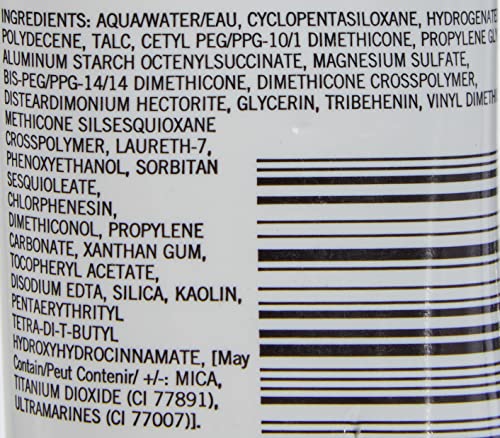 INGREDIENTS: AQUA/WATER/EAU, CYCLOPENTASILOXANE, HYDROGENATE
POLYDECENE, TALC, CETYL PEG/PPG-10/1 DIMETHICONE, PROPYLENE GLY
ALUMINUM STARCH OCTENYLSUCCINATE, MAGNESIUM SULFATE,
BIS-PEG/PPG-14/14 DIMETHICONE, DIMETHICONE CROSSPOLYMER,
DISTEARDIMONIUM HECTORITE, GLYCERIN, TRIBEHENIN, VINYL DIMETH
METHICONE SILSESQUIOXANE
CROSSPOLYMER, LAURETH-7,
PHENOXYETHANOL, SORBITAN
SESQUIOLEATE,
CHLORPHENESIN,
DIMETHICONOL, PROPYLENE
CARBONATE, XANTHAN GUM,
TOCOPHERYL ACETATE,
DISODIUM EDTA, SILICA, KAOLIN,
PENTAERYTHRITYL
TETRA-DI-T-BUTYL
HYDROXYHYDROCINNAMATE, [May
Contain/Peut Contenir/ +/-: MICA,
TITANIUM DIOXIDE (CI 77891),
ULTRAMARINES (CI 77007)].